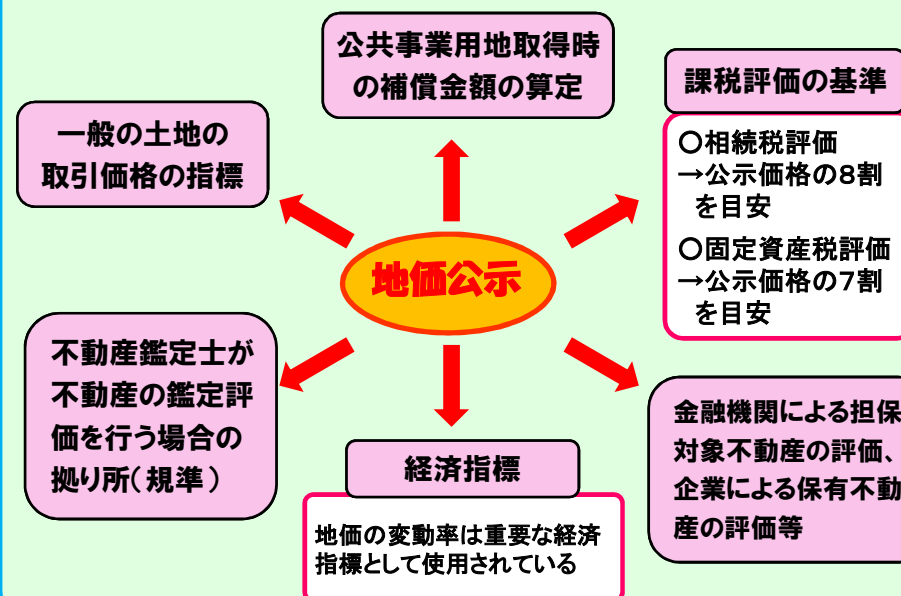 公共事業用地取得時
の補償金額の算定
課税評価の基準
〇相続税評価
→公示価格の8割
を目安
〇固定資産税評価
→公示価格の7割
を目安
一般の土地の
取引価格の指標
地価公示
不動産鑑定士が
不動産の鑑定評
価を行う場合の
拠り所(規準)
経済指標
地価の変動率は重要な経済
指標として使用されている
金融機関による担保
対象不動産の評価、
企業による保有不動
産の評価等